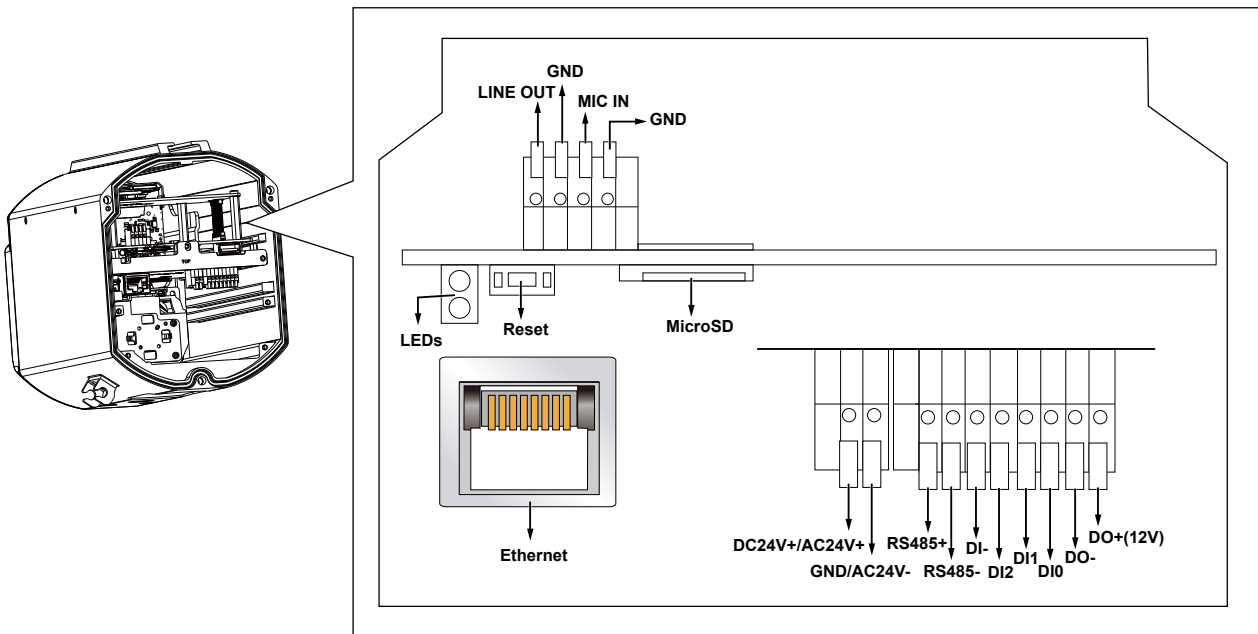 GND
LINE OUT
MIC IN
GND
TOP
LEDs
Reset
MicroSD
Ethernet
DC24V+/AC24V+
RS485+
DI-
DI1
DO-
DO+(12V)
GND/AC24V-
RS485-
DI2
DI0